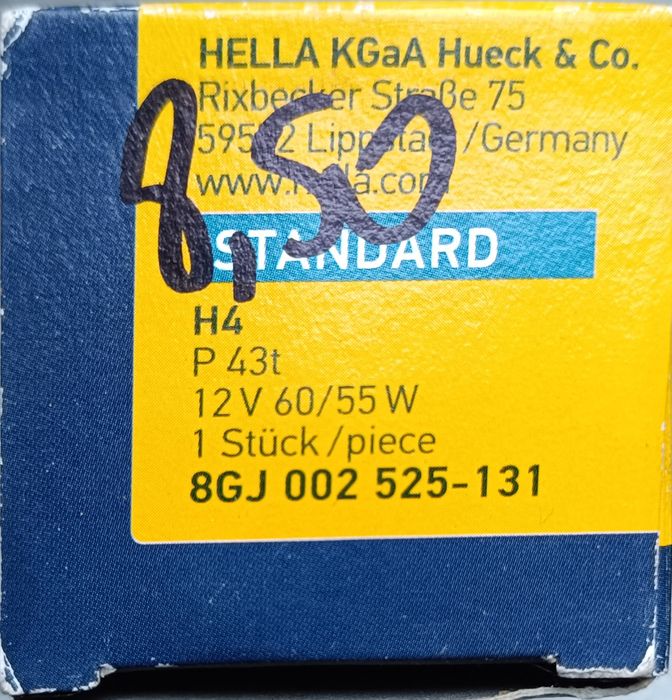 HELLA KGaA Hueck & Co.
Rixbecker Straße 75
/Germany
8,50
STANDARD
H4
P 43t
12V 60/55 W
1 Stück/piece
8GJ 002 525-131